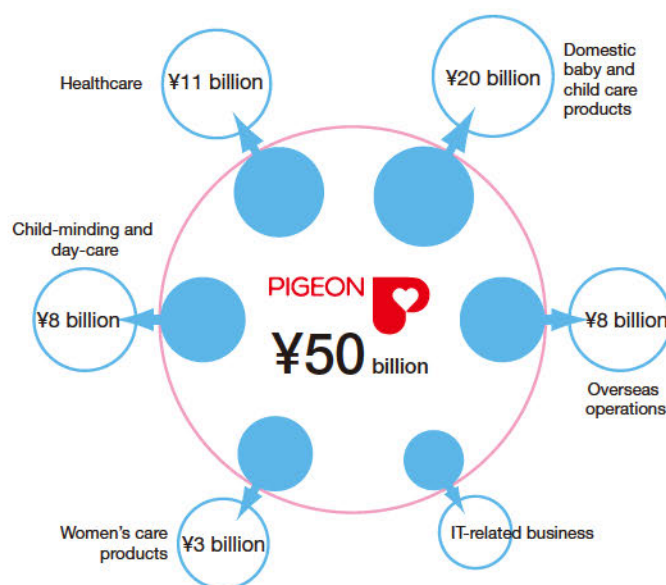 Healthcare
¥11 billion
¥20 billion
Domestic
baby and
child care
products
Child-minding and
day-care
¥8 billion
PIGEON
¥50 billion
¥8 billion
Overseas
operations
Women's care
products
¥3 billion
IT-related business